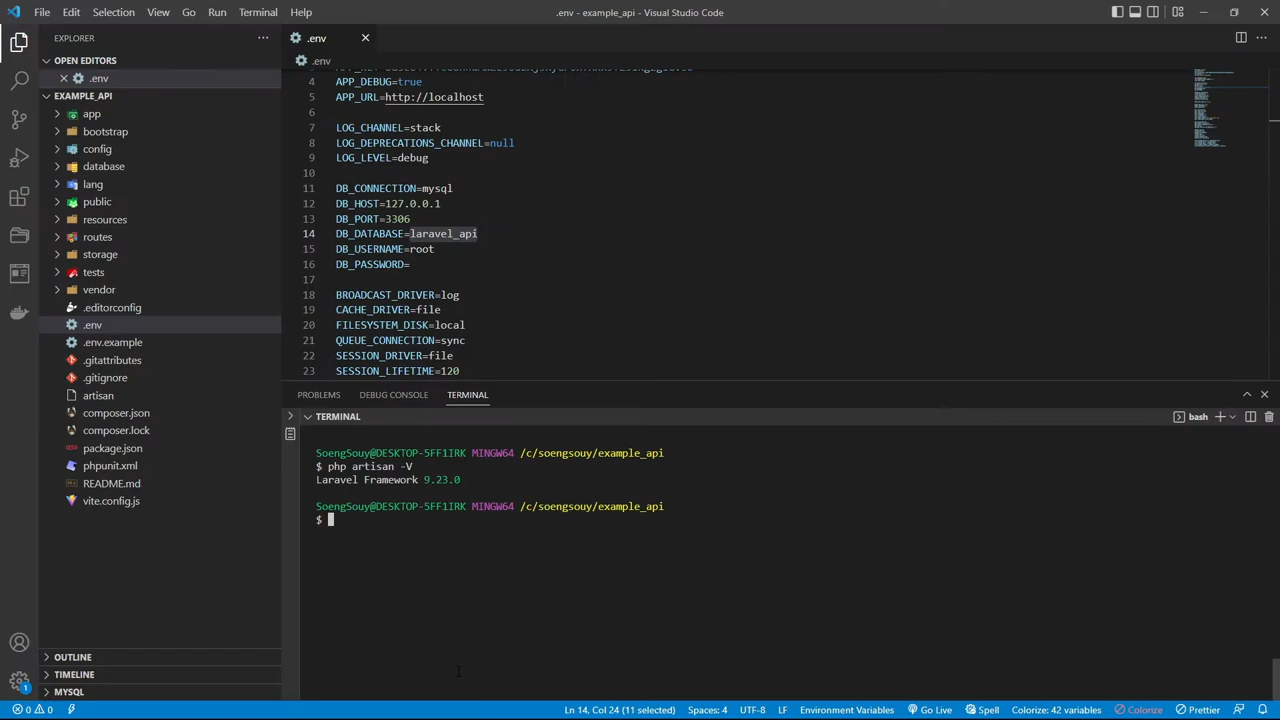 File Edit Selection View Go Run Terminal Help
.env - example_api - Visual Studio Code
EXPLORER
OPEN EDITORS
.env
EXAMPLE_API
app
bootstrap
config
database
lang
public
resources
routes
storage
tests
vendor
.editorconfig
.env
.env.example
.gitattributes
.gitignore
artisan
composer.json
composer.lock
package.json
phpunit.xml
README.md
vite.config.js
OUTLINE
TIMELINE
MYSQL
.env
.env
4 APP_DEBUG=true
5 APP_URL=http://localhost
6
7 LOG_CHANNEL=stack
8 LOG_DEPRECATIONS_CHANNEL=null
9 LOG_LEVEL=debug
10
11 DB_CONNECTION=mysql
12 DB_HOST=127.0.0.1
13 DB_PORT=3306
14 DB_DATABASE=laravel_api
15 DB_USERNAME=root
16 DB_PASSWORD=
17
18 BROADCAST_DRIVER=log
19 CACHE_DRIVER=file
20 FILESYSTEM_DISK=local
21 QUEUE_CONNECTION=sync
22 SESSION_DRIVER=file
23 SESSION_LIFETIME=120
PROBLEMS DEBUG CONSOLE TERMINAL
TERMINAL
bash
SoengSouy@DESKTOP-5FF1IRK MINGW64 /c/soengsouy/example_api
$ php artisan -V
Laravel Framework 9.23.0
SoengSouy@DESKTOP-5FF1IRK MINGW64 /c/soengsouy/example_api
$
1
0 0 Ln 14, Col 24 (11 selected) Spaces: 4 UTF-8 LF Environment Variables Go Live Spell Colorize: 42 variables Colorize Prettier